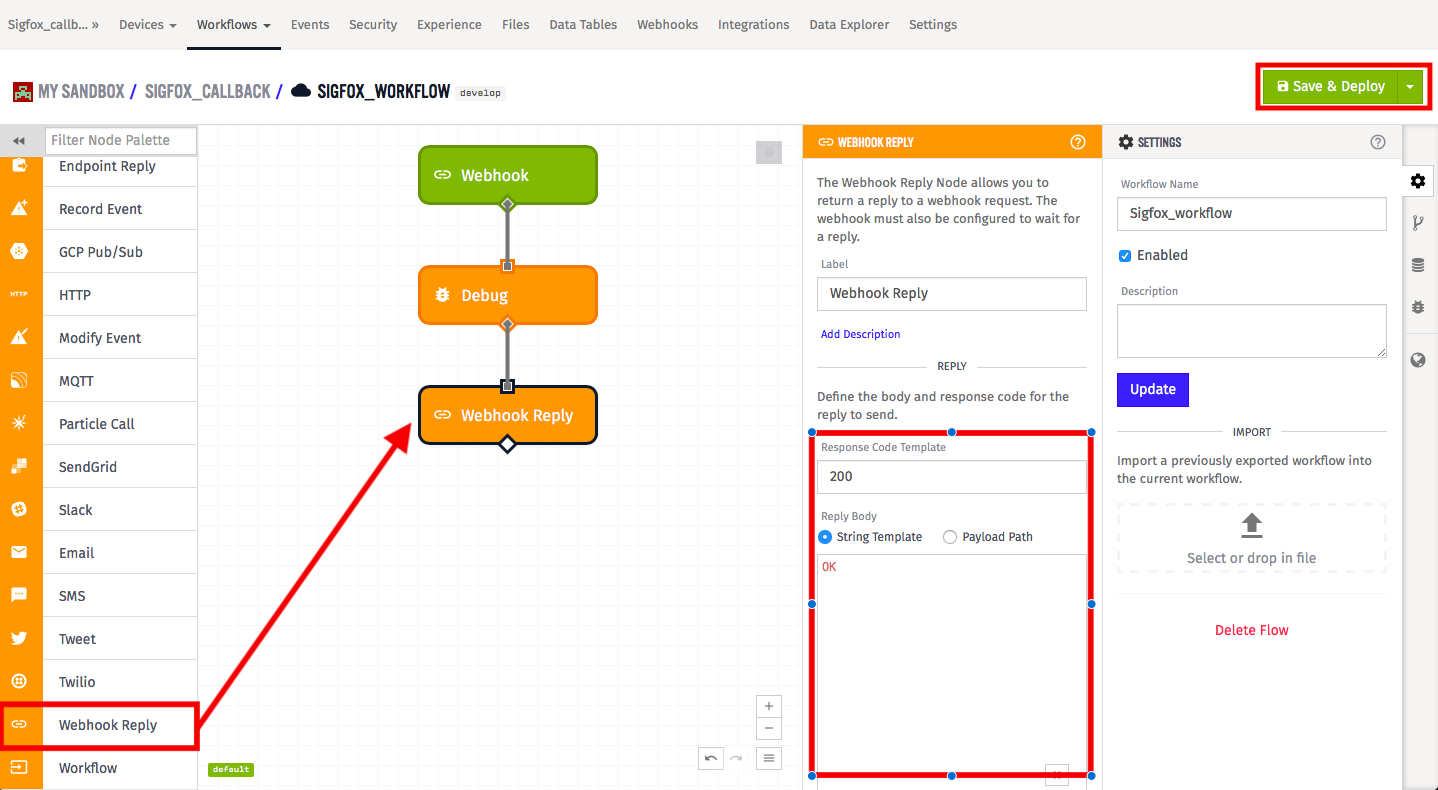 Sigfox_callb... »
Devices
Workflows
Events
Security
Experience
Files
Data Tables
Webhooks
Integrations
Data Explorer
Settings
MY SANDBOX / SIGFOX_CALLBACK / SIGFOX_WORKFLOW develop
Save & Deploy
Filter Node Palette
Endpoint Reply
Record Event
GCP Pub/Sub
HTTP HTTP
Modify Event
MQTT
Particle Call
SendGrid
Slack
Email
SMS
Tweet
Twilio
Webhook Reply
Workflow
Webhook
Debug
Webhook Reply
default
WEBHOOK REPLY
The Webhook Reply Node allows you to
return a reply to a webhook request. The
webhook must also be configured to wait for
a reply.
Label
Webhook Reply
Add Description
REPLY
Define the body and response code for the
reply to send.
Response Code Template
200
Reply Body
String Template
Payload Path
OK
SETTINGS
Workflow Name
Sigfox_workflow
Enabled
Description
Update
IMPORT
Import a previously exported workflow into
the current workflow.
Select or drop in file
Delete Flow